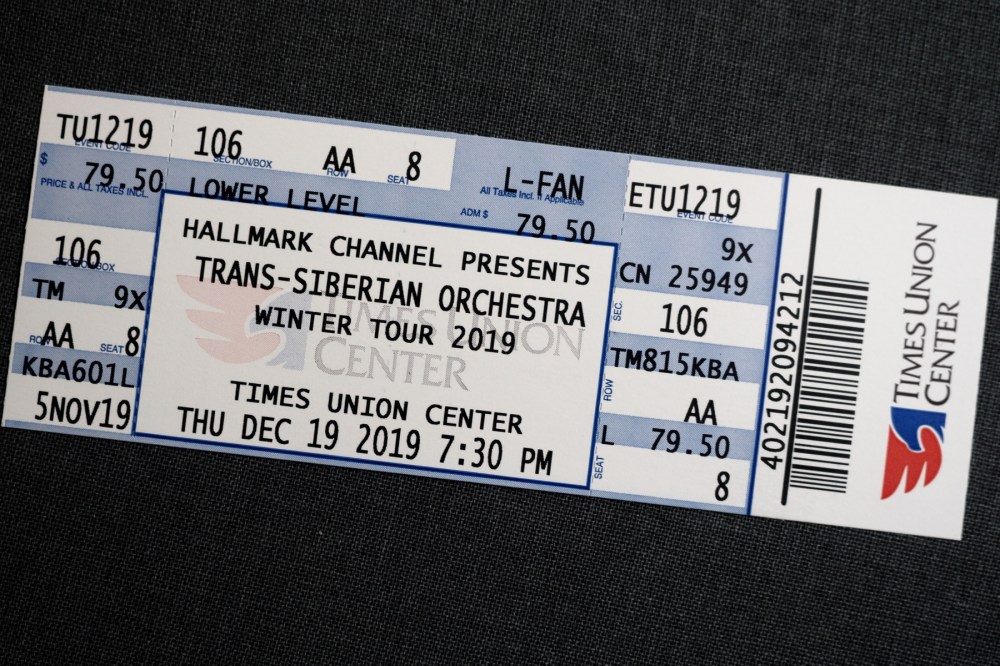 TU1219 106 AA 8 L-FAN ETU1219
EVENT CODE SECTION/BOX ROW SEAT All Taxes Incl. If Applicable EVENT CODE
$ 79.50 LOWER LEVEL ADM $ 79.50 9X
PRICE & ALL TAXES INCL.
CN 25949
106
BOX
TM 9X
AA 8
ROW SEAT
KBA601L
5NOV19
HALLMARK CHANNEL PRESENTS
TRANS-SIBERIAN ORCHESTRA
WINTER TOUR 2019
TIMES UNION
CENTER
TIMES UNION CENTER
THU DEC 19 2019 7:30 PM
SEC. 106
TM815KBA
ROW AA
L 79.50
SEAT 8
402192094212
TIMES UNION
CENTER